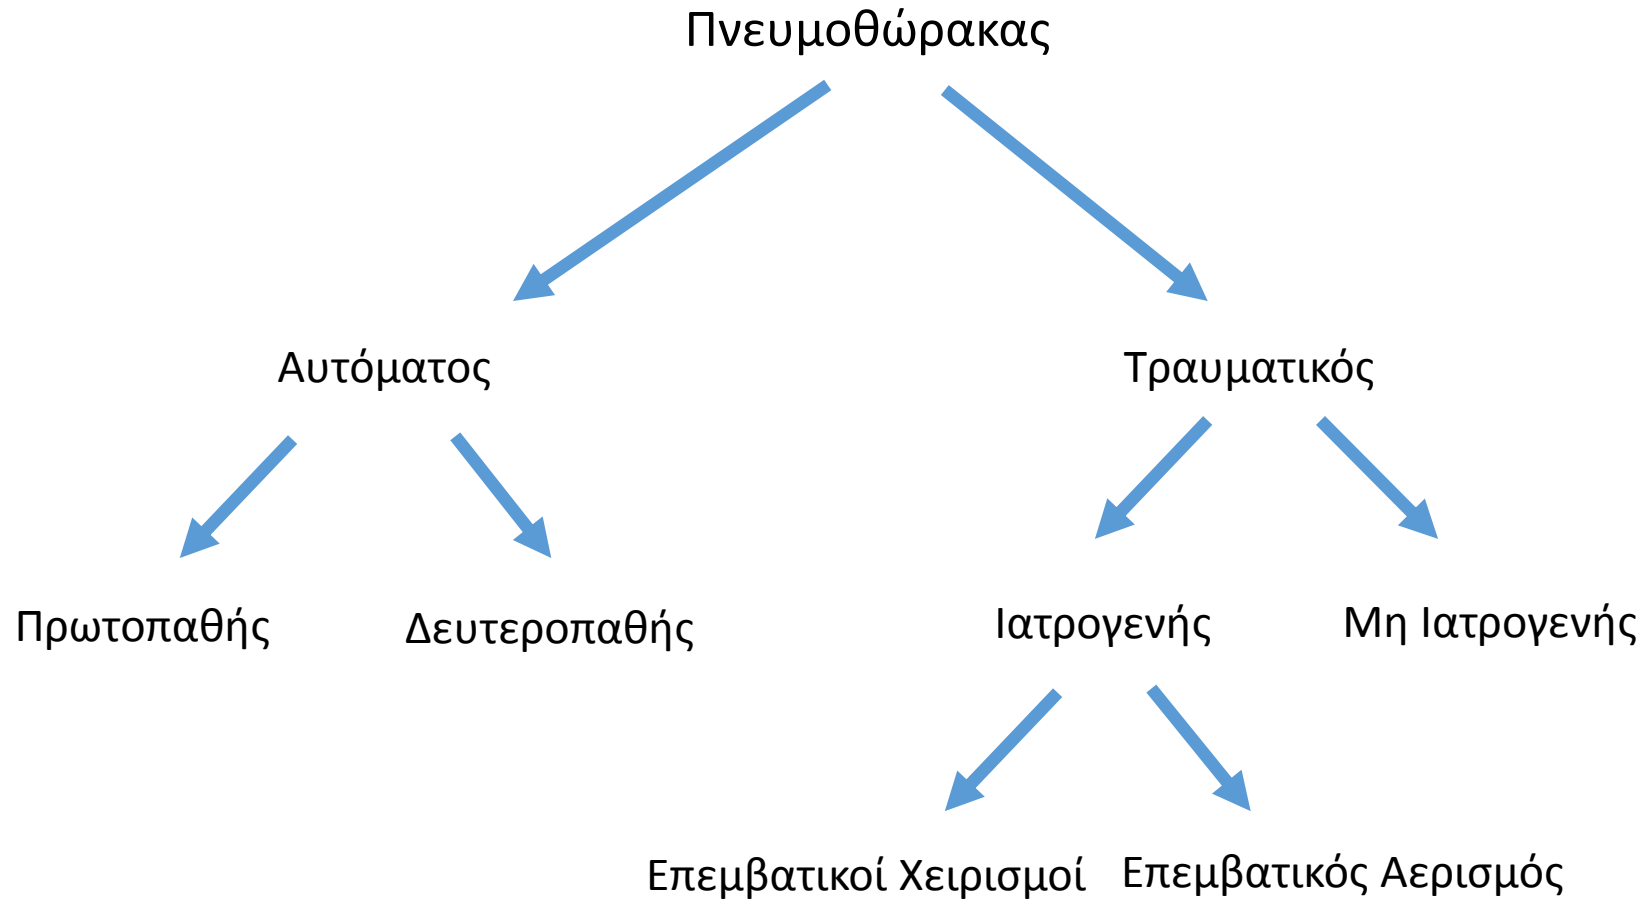 Πνευμοθώρακας
Αυτόματος
Τραυματικός
Πρωτοπαθής
Δευτεροπαθής
Ιατρογενής
Μη Ιατρογενής
Επεμβατικοί Χειρισμοί
Επεμβατικός Αερισμός